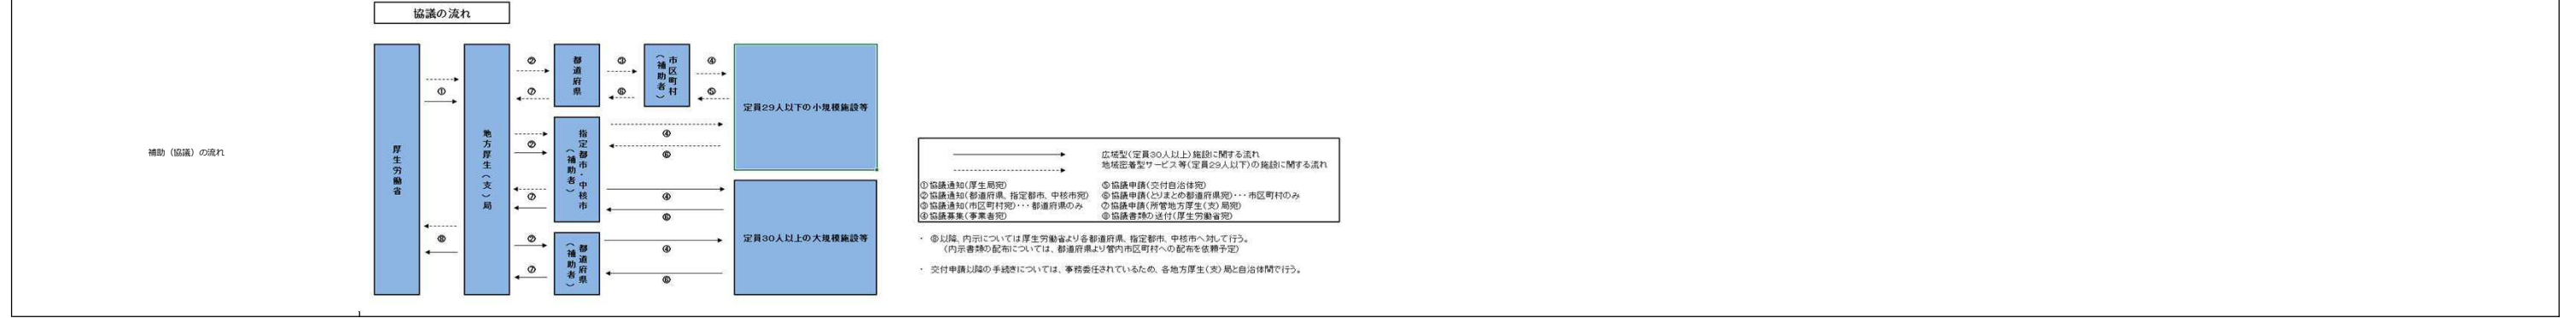 協議の流れ
補助（協議）の流れ
厚生労働省
①
⑧
地方厚生（支）局
②
⑦
②
⑦
②
⑦
都道府県
③
⑥
市区町村
（補助者）
④
⑤
指定都市・中核市
（補助者）
④
④
都道府県
（補助者）
④
定員29人以下の小規模施設等
定員30人以上の大規模施設等
広域型（定員30人以上）施設に関する流れ
地域密着型サービス等（定員29人以下）の施設に関する流れ
①協議通知（厚生局宛）
②協議通知（都道府県、指定都市、中核市宛）
③協議通知（市区町村宛）・・・都道府県のみ
④協議募集（事業者宛）
⑤協議申請（交付自治体宛）
⑥協議申請（とりまとめ都道府県宛）・・・市区町村のみ
⑦協議申請（所管地方厚生（支）局宛）
⑧協議書類の送付（厚生労働省宛）
・ ⑧以降、内示については厚生労働省より各都道府県、指定都市、中核市へ対して行う。
（内示書類の配布については、都道府県より管内市区町村への配布を依頼予定）
・ 交付申請以降の手続きについては、事務委任されているため、各地方厚生（支）局と自治体間で行う。